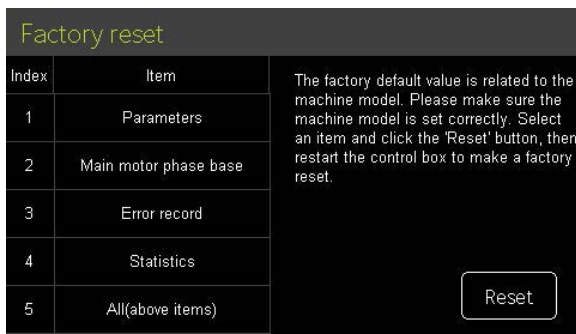 Factory reset
Index Item
1 Parameters
2 Main motor phase base
3 Error record
4 Statistics
5 All(above items)
The factory default value is related to the
machine model. Please make sure the
machine model is set correctly. Select
an item and click the 'Reset' button, then
restart the control box to make a factory
reset.
Reset